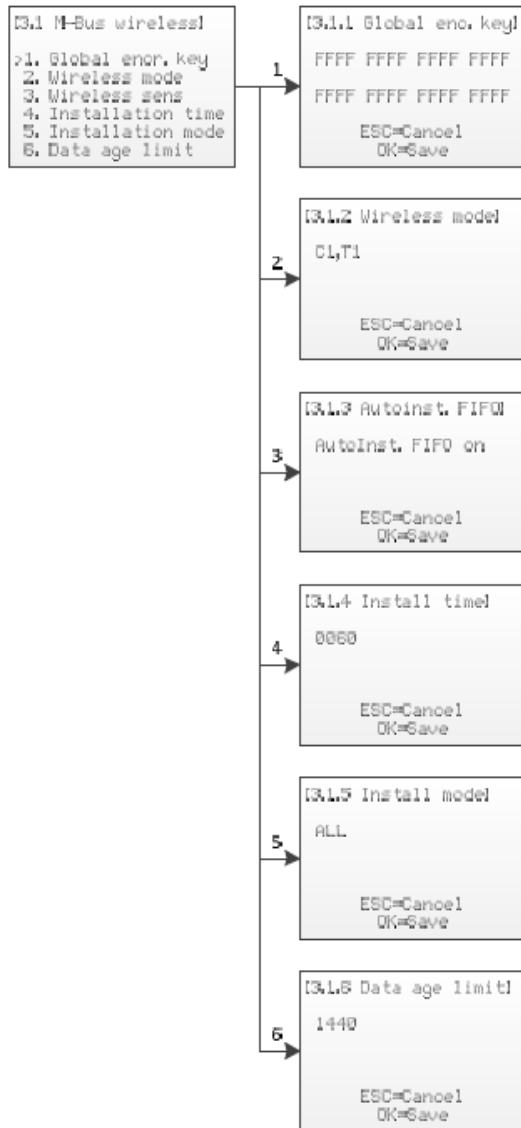 [3.1 M-Bus wireless]
>1. Global encr. key
2. Wireless mode
3. Wireless sens
4. Installation time
5. Installation mode
6. Data age limit
1
[3.1.1 Global enc. key]
FFFF FFFF FFFF FFFF
FFFF FFFF FFFF FFFF
ESC=Cancel
OK=Save
2
[3.1.2 Wireless mode]
C1,T1
ESC=Cancel
OK=Save
3
[3.1.3 Autoinst. FIFO]
AutoInst. FIFO on
ESC=Cancel
OK=Save
4
[3.1.4 Install time]
0060
ESC=Cancel
OK=Save
5
[3.1.5 Install mode]
ALL
ESC=Cancel
OK=Save
6
[3.1.6 Data age limit]
1440
ESC=Cancel
OK=Save